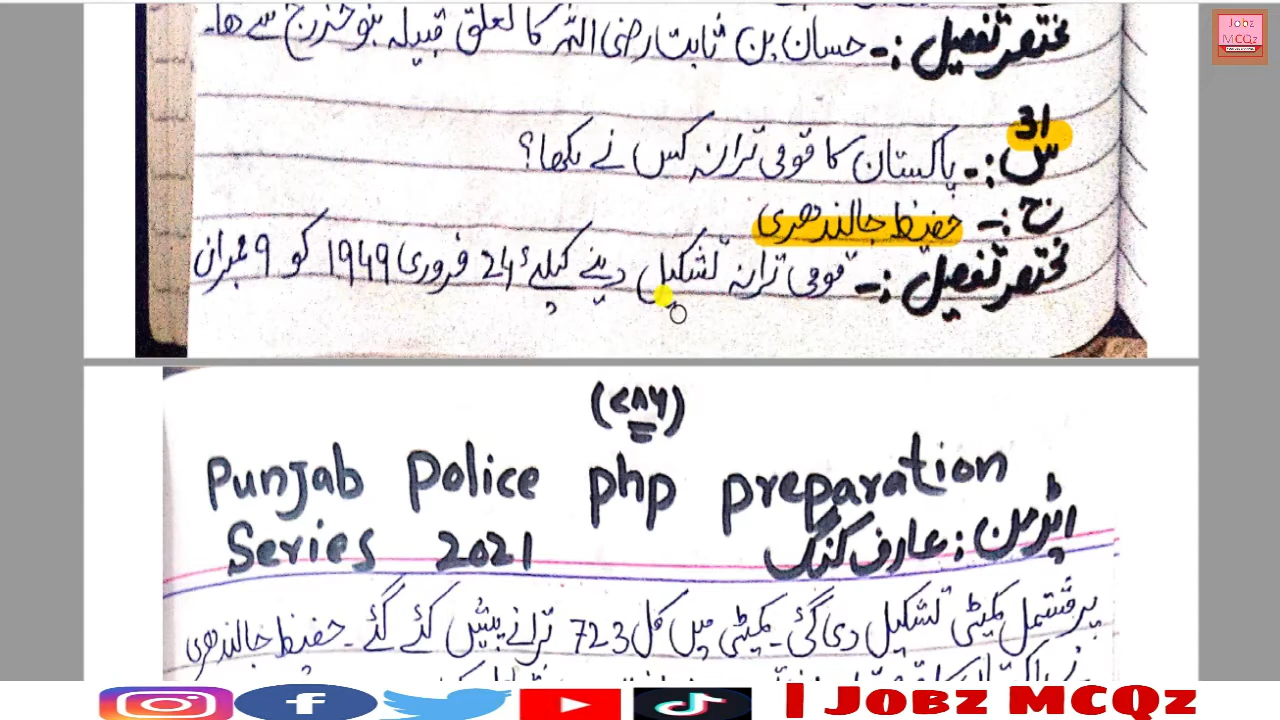 مختصر تفصیل :- حسان بن ثابت رضی اللہ کا تعلق قبیلہ بنو خزرج سے تھا۔
31
س :- پاکستان کا قومی ترانہ کس نے لکھا؟
ج :- حفیظ جالندھری
مختصر تفصیل :- قومی ترانہ تشکیل دینے کیلئے 24 فروری 1949 کو 9 ممبران
(۷۸۶)
Punjab Police php preparation
Series 2021
ایڈمن : عارف کنگ
پر مشتمل کمیٹی تشکیل دی گئی۔ کمیٹی میں کل 723 ترانے پیش کئے گئے۔ حفیظ جالندھری
Jobz
MCQz
| Jobz MCQz